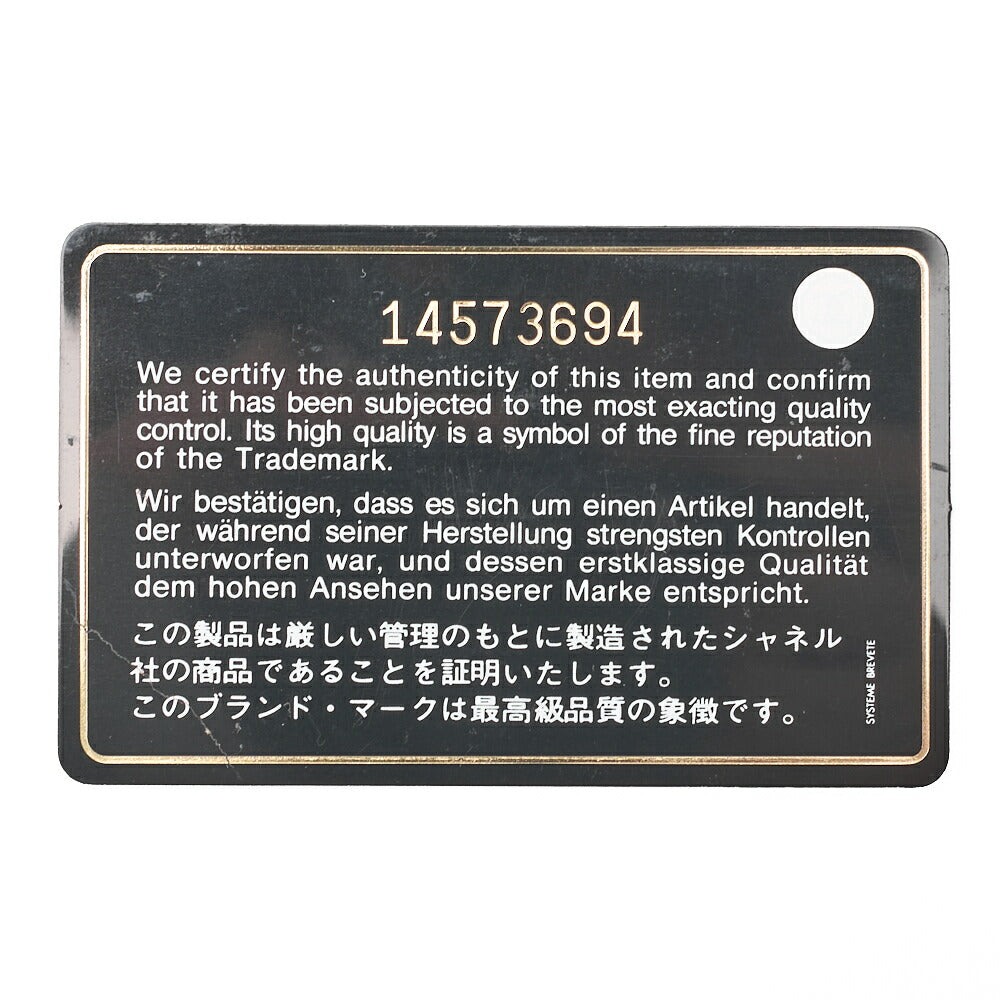 14573694
We certify the authenticity of this item and confirm
that it has been subjected to the most exacting quality
control. Its high quality is a symbol of the fine reputation
of the Trademark.
Wir bestätigen, dass es sich um einen Artikel handelt,
der während seiner Herstellung strengsten Kontrollen
unterworfen war, und dessen erstklassige Qualität
dem hohen Ansehen unserer Marke entspricht.
この製品は厳しい管理のもとに製造されたシャネル
社の商品であることを証明いたします。
このブランド・マークは最高級品質の象徴です。
SYSTEME BREVETE